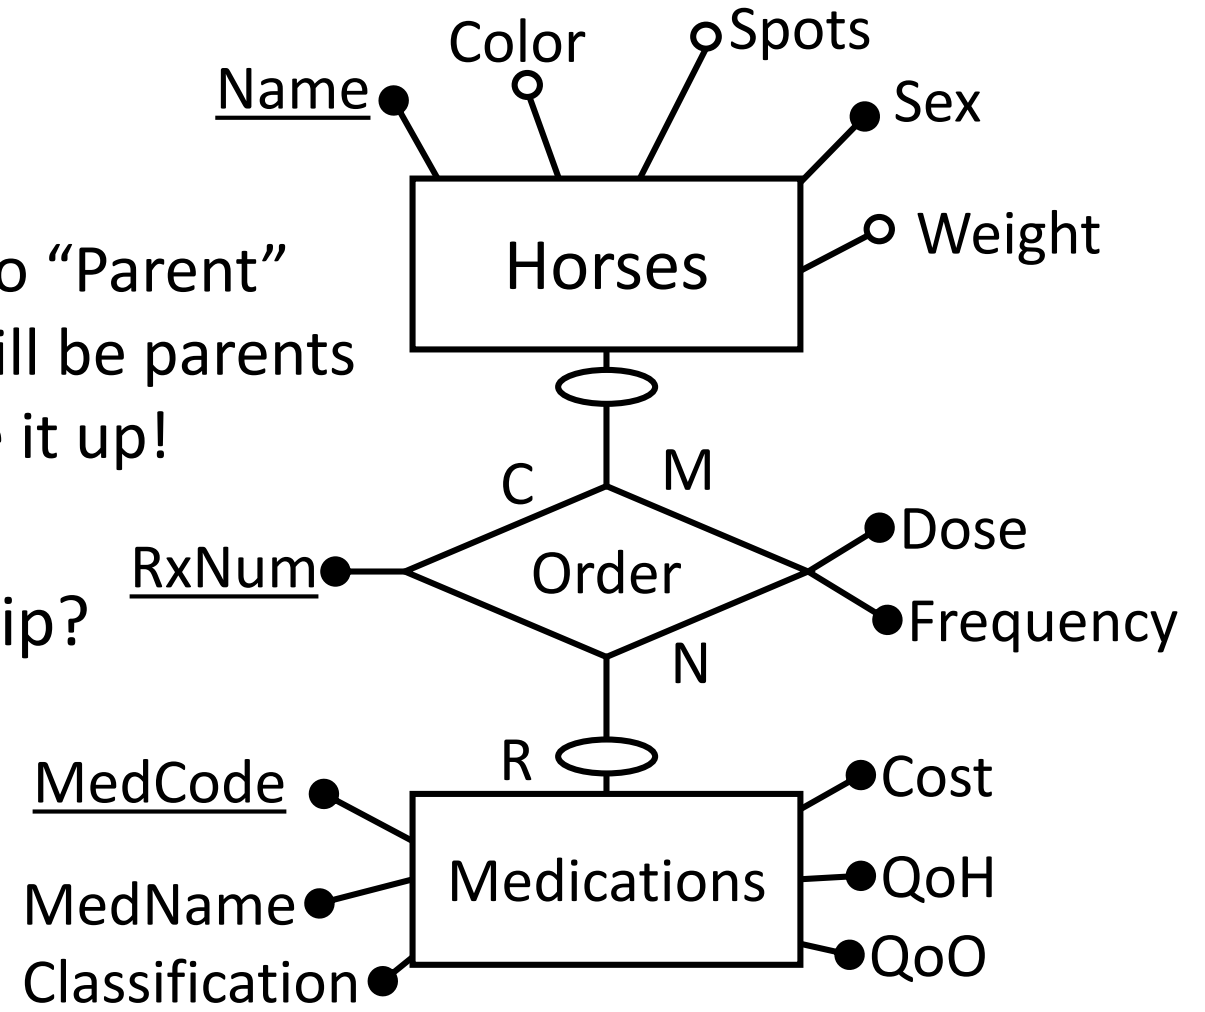 Color
Spots
Name
Sex
Weight
o “Parent”
Horses
ill be parents
it up!
C
M
Dose
RxNum
Order
Frequency
ip?
N
R
MedCode
Cost
Medications
QoH
MedName
QoO
Classification